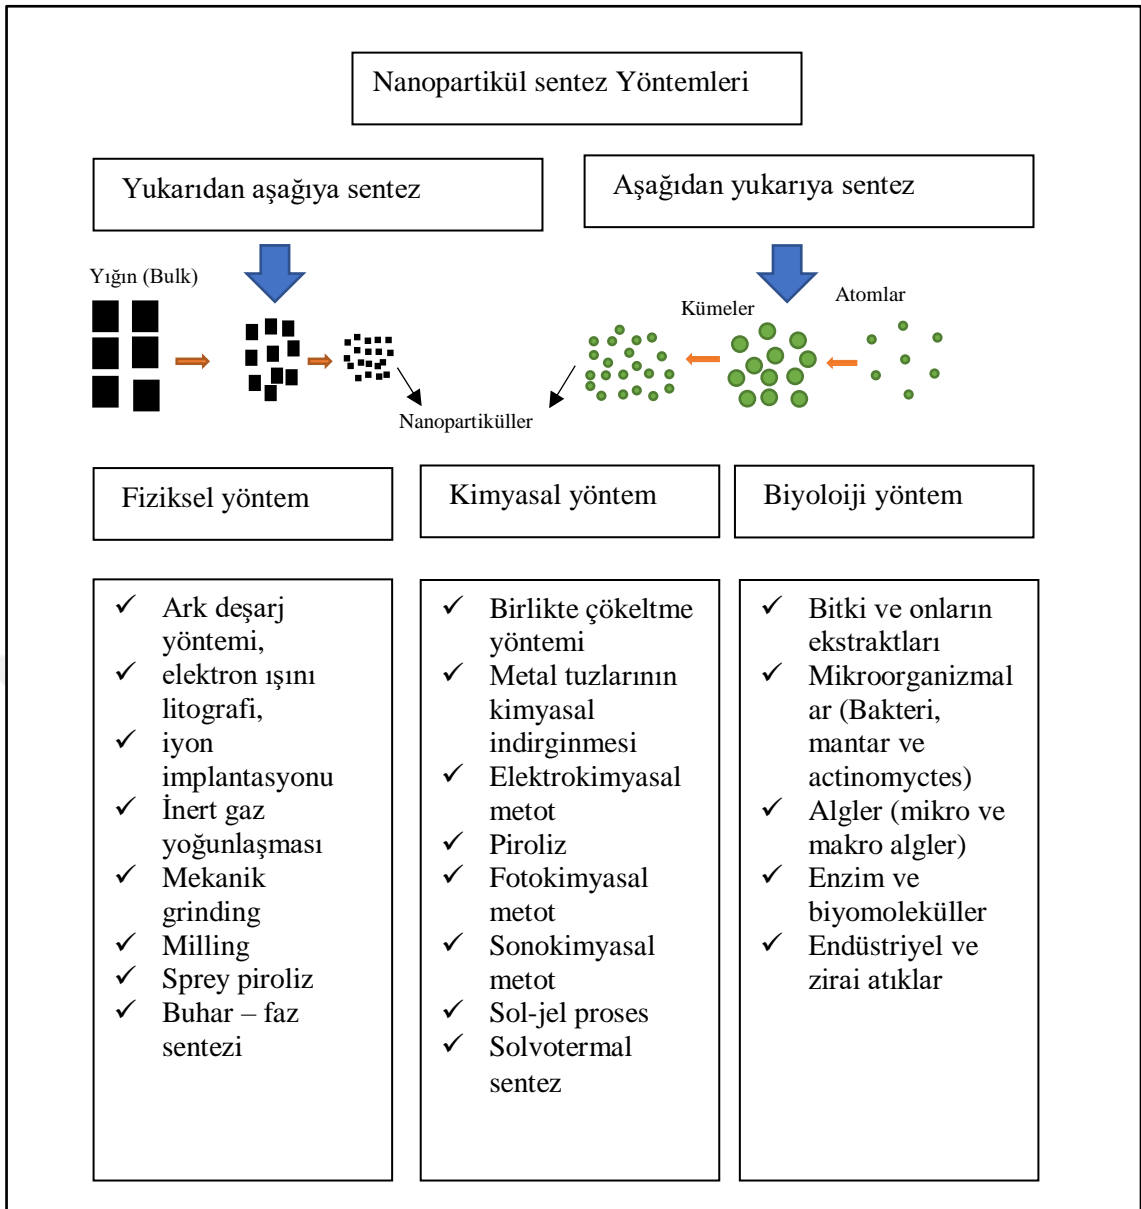 Nanopartikül sentez Yöntemleri
Yukarıdan aşağıya sentez
Aşağıdan yukarıya sentez
Yığın (Bulk)
Kümeler
Atomlar
Nanopartiküller
Fiziksel yöntem
Kimyasal yöntem
Biyoloiji yöntem
✓ Ark deşarj
yöntemi,
✓ elektron ışını
litografi,
✓ iyon
implantasyonu
✓ İnert gaz
yoğunlaşması
✓ Mekanik
grinding
✓ Milling
✓ Sprey piroliz
✓ Buhar – faz
sentezi
✓ Birlikte çökeltme
yöntemi
✓ Metal tuzlarının
kimyasal
indirginmesi
✓ Elektrokimyasal
metot
✓ Piroliz
✓ Fotokimyasal
metot
✓ Sonokimyasal
metot
✓ Sol-jel proses
✓ Solvotermal
sentez
✓ Bitki ve onların
ekstraktları
✓ Mikroorganizmal
ar (Bakteri,
mantar ve
actinomyctes)
✓ Algler (mikro ve
makro algler)
✓ Enzim ve
biyomoleküller
✓ Endüstriyel ve
zirai atıklar